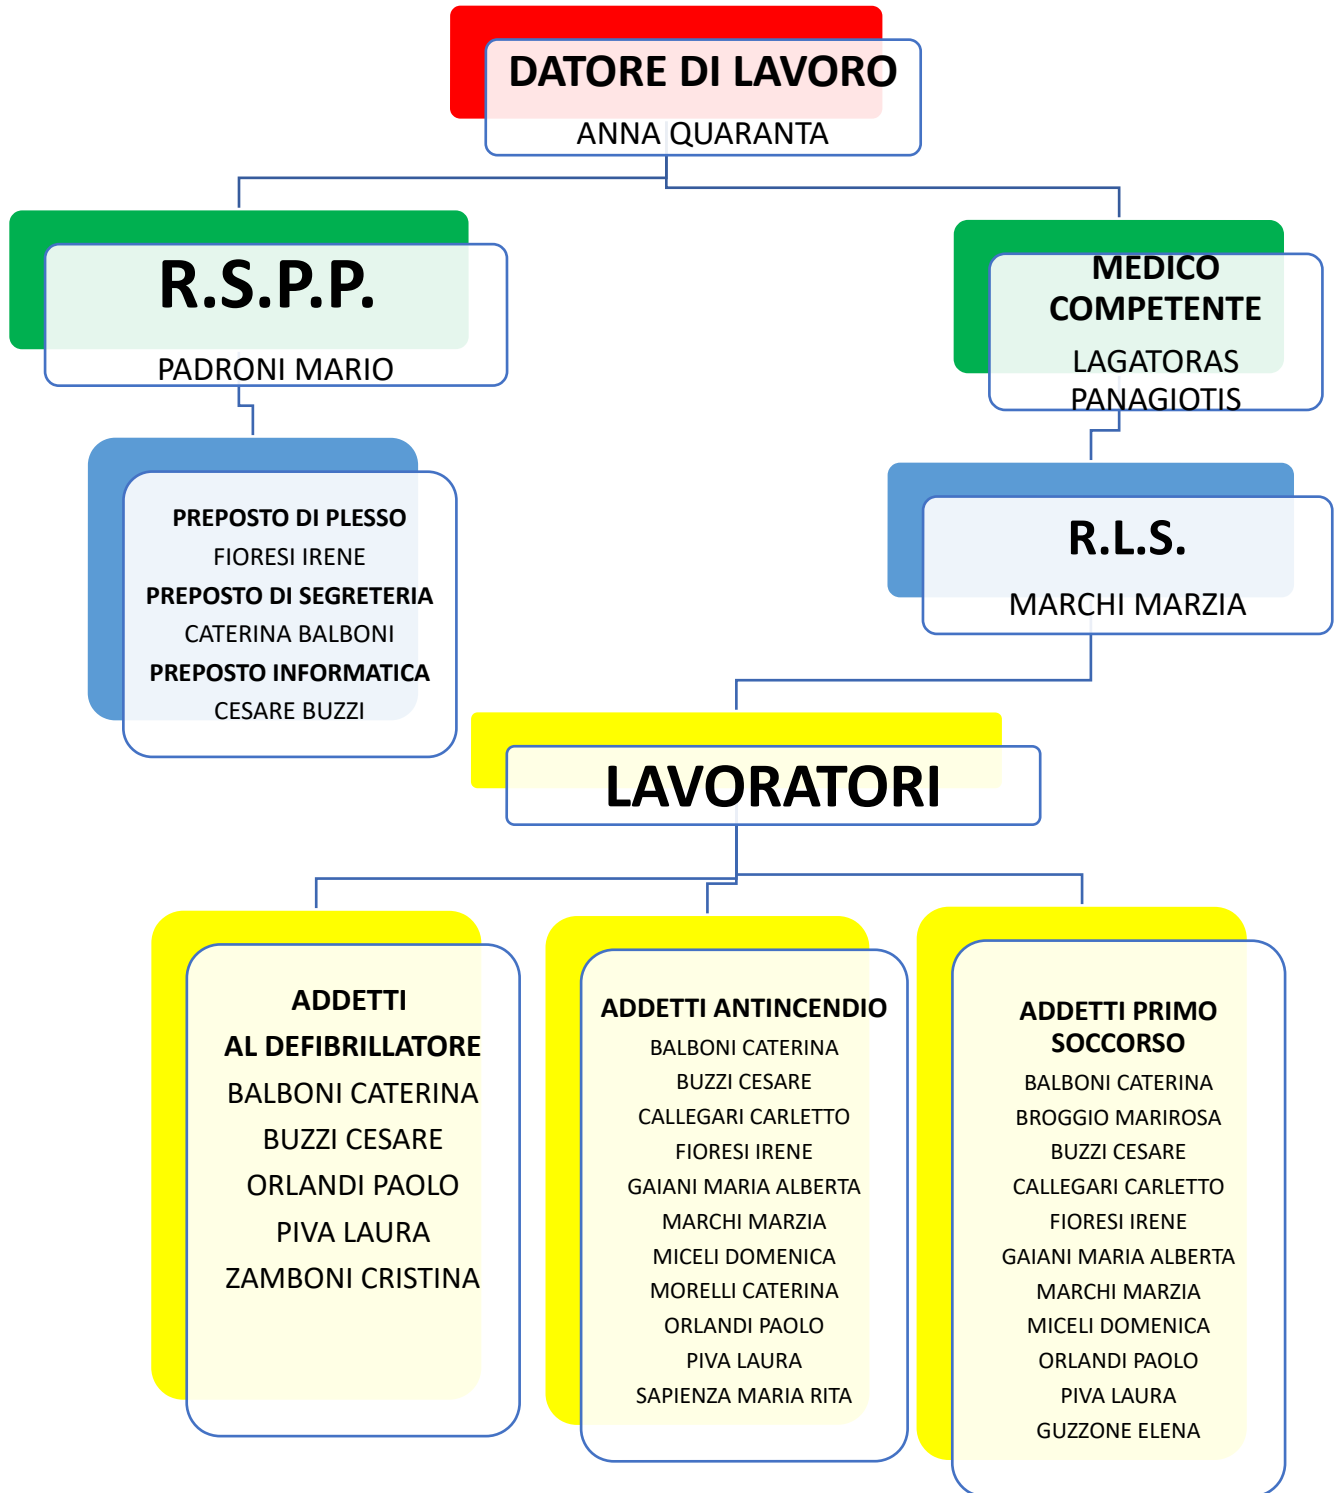 DATORE DI LAVORO
ANNA QUARANTA
R.S.P.P.
PADRONI MARIO
MEDICO
COMPETENTE
LAGATORAS
PANAGIOTIS
PREPOSTO DI PLESSO
FIORESI IRENE
PREPOSTO DI SEGRETERIA
CATERINA BALBONI
PREPOSTO INFORMATICA
CESARE BUZZI
R.L.S.
MARCHI MARZIA
LAVORATORI
ADDETTI
AL DEFIBRILLATORE
BALBONI CATERINA
BUZZI CESARE
ORLANDI PAOLO
PIVA LAURA
ZAMBONI CRISTINA
ADDETTI ANTINCENDIO
BALBONI CATERINA
BUZZI CESARE
CALLEGARI CARLETTO
FIORESI IRENE
GAIANI MARIA ALBERTA
MARCHI MARZIA
MICELI DOMENICA
MORELLI CATERINA
ORLANDI PAOLO
PIVA LAURA
SAPIENZA MARIA RITA
ADDETTI PRIMO
SOCCORSO
BALBONI CATERINA
BROGGIO MARIROSA
BUZZI CESARE
CALLEGARI CARLETTO
FIORESI IRENE
GAIANI MARIA ALBERTA
MARCHI MARZIA
MICELI DOMENICA
ORLANDI PAOLO
PIVA LAURA
GUZZONE ELENA